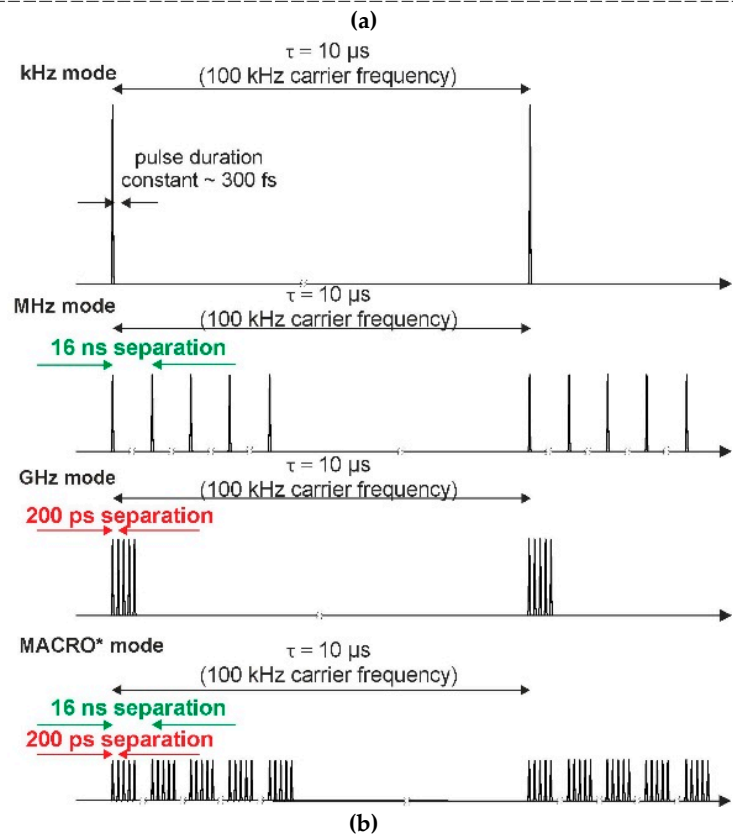 (a)
τ = 10 µs
kHz mode
(100 kHz carrier frequency)
pulse duration
constant ~ 300 fs
τ = 10 µs
MHz mode
(100 kHz carrier frequency)
16 ns separation
τ = 10 µs
GHz mode
(100 kHz carrier frequency)
200 ps separation
MACRO* mode
τ = 10 µs
(100 kHz carrier frequency)
16 ns separation
200 ps separation
(b)